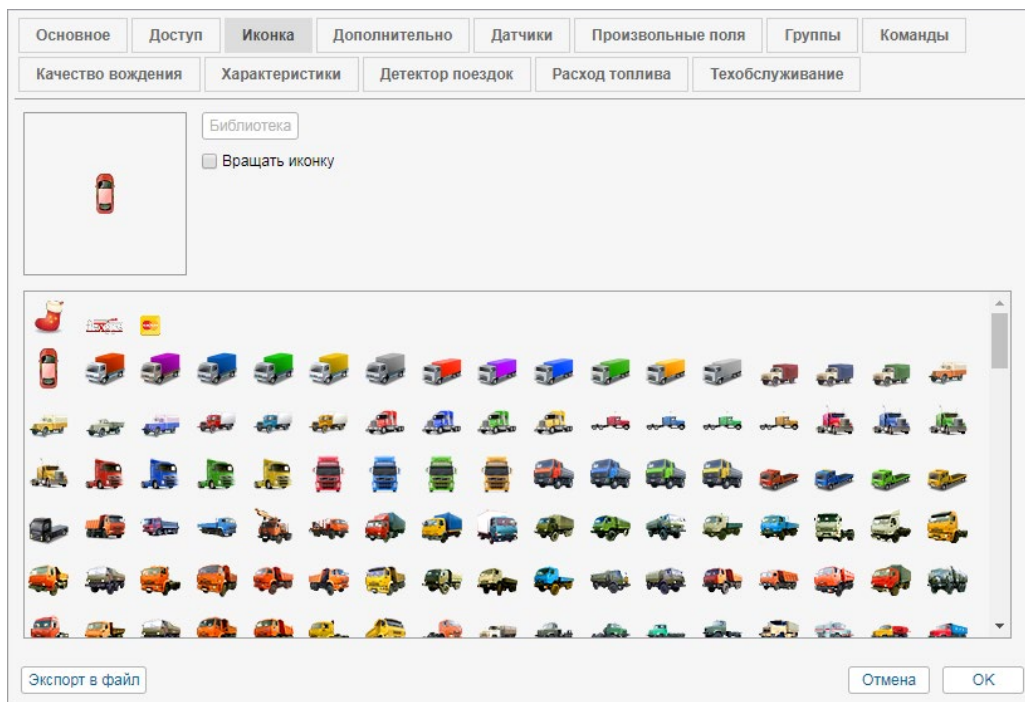 Основное Доступ Иконка Дополнительно Датчики Произвольные поля Группы Команды
Качество вождения Характеристики Детектор поездок Расход топлива Техобслуживание
Библиотека
Вращать иконку
Экспорт в файл Отмена OK